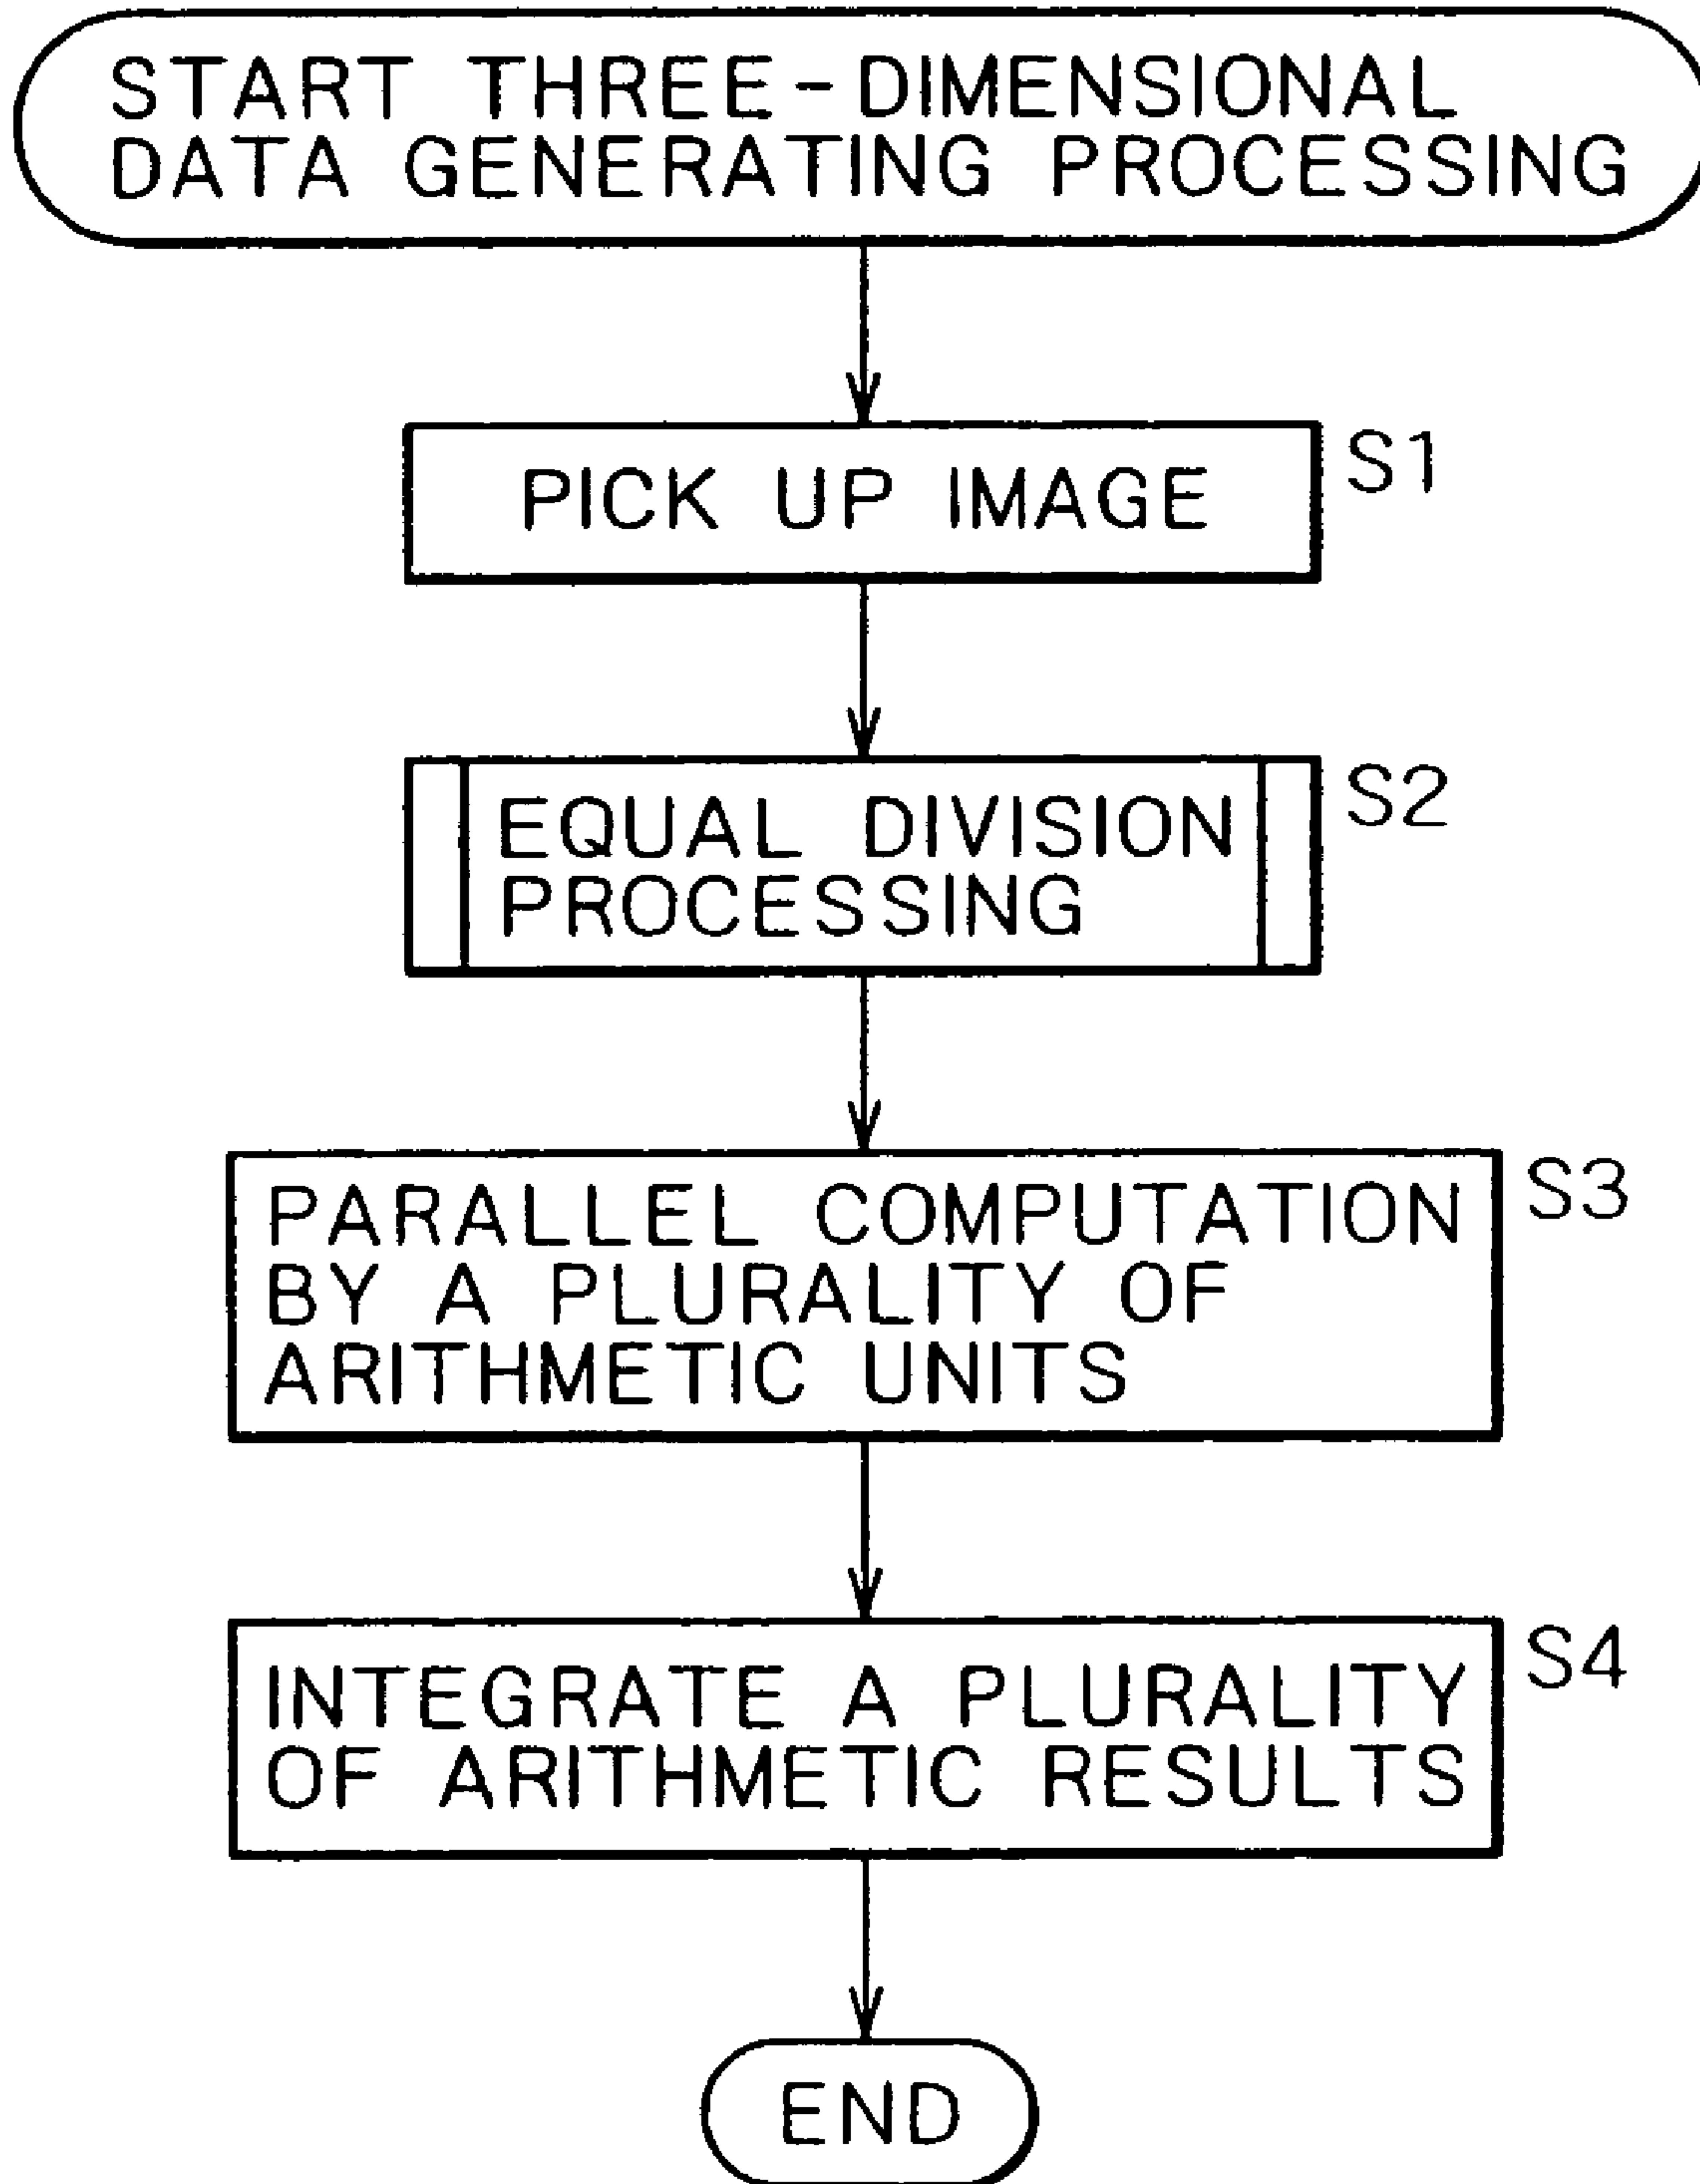 START THREE-DIMENSIONAL
DATA GENERATING PROCESSING
PICK UP IMAGE
S1
EQUAL DIVISION
PROCESSING
S2
PARALLEL COMPUTATION
BY A PLURALITY OF
ARITHMETIC UNITS
S3
INTEGRATE A PLURALITY
OF ARITHMETIC RESULTS
S4
END